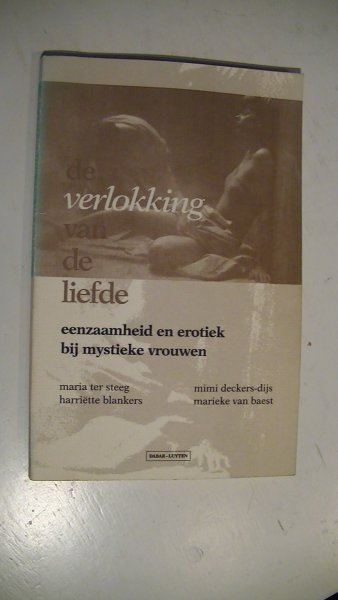 de
verlokking
van
de
liefde
eenzaamheid en erotiek
bij mystieke vrouwen
maria ter steeg
harriëtte blankers
mimi deckers-dijs
marieke van baest
DABAR-LUYTEN